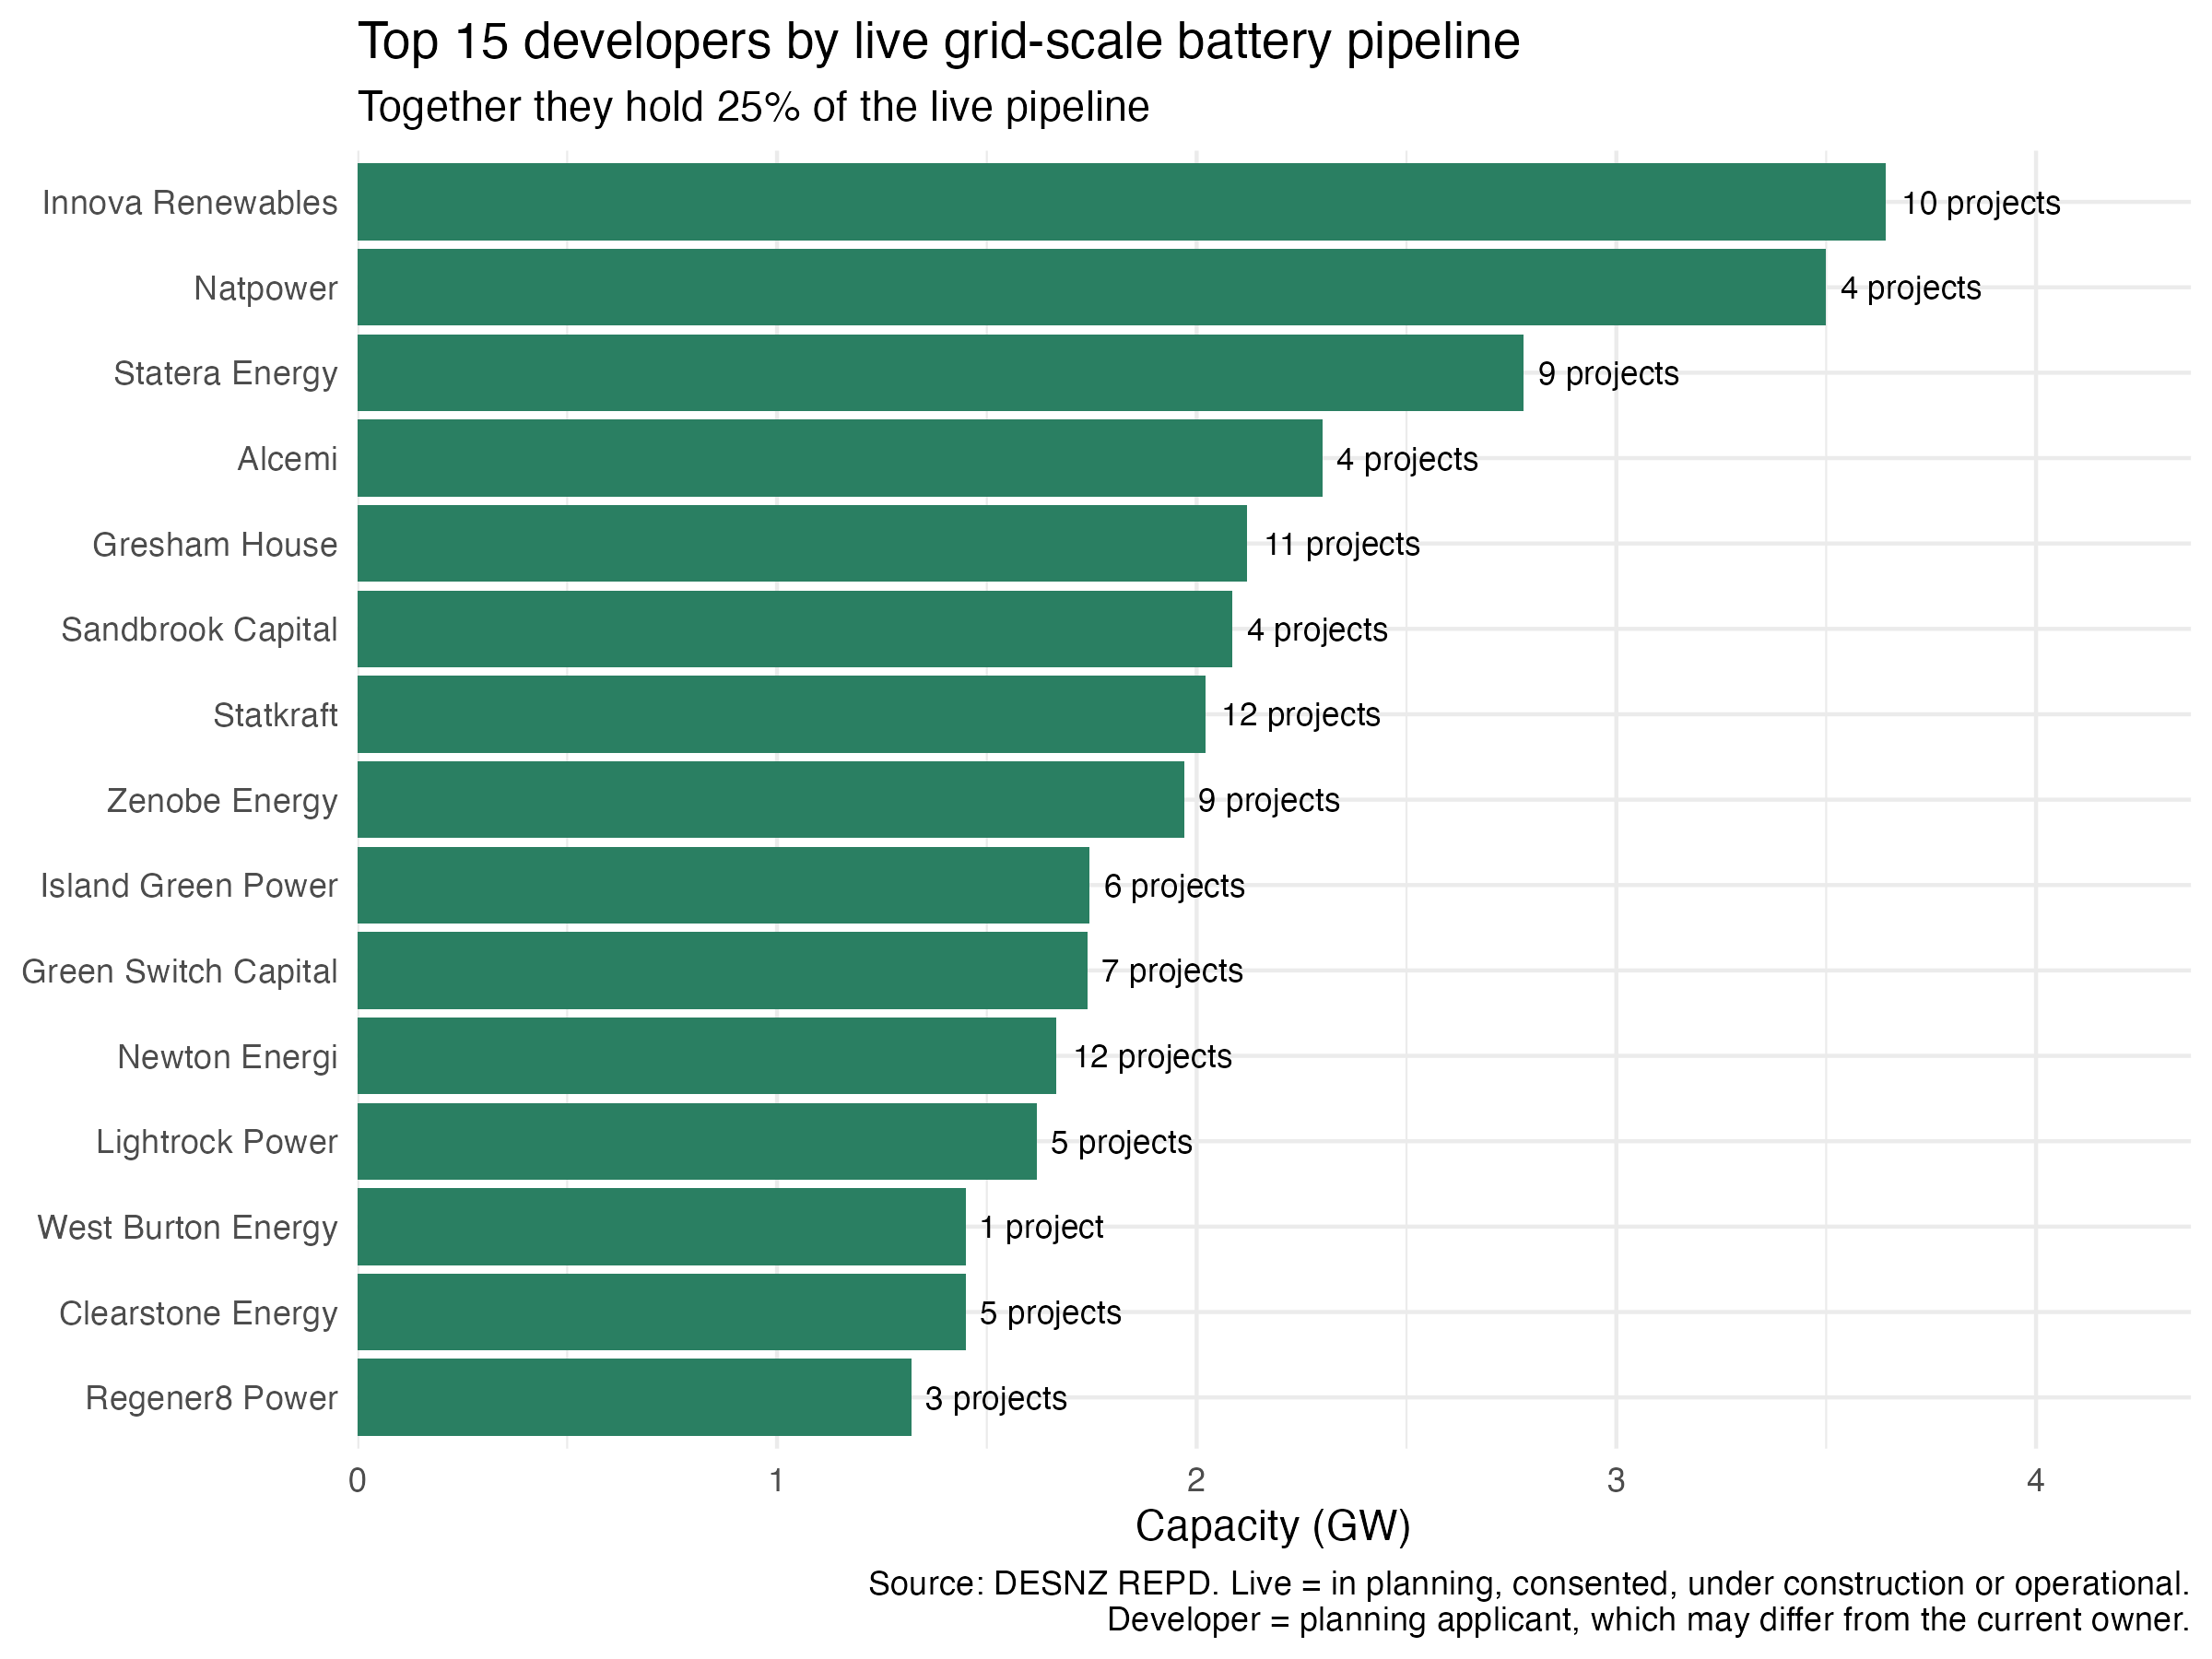 Top 15 developers by live grid-scale battery pipeline
Together they hold 25% of the live pipeline
Innova Renewables 10 projects
Natpower 4 projects
Statera Energy 9 projects
Alcemi 4 projects
Gresham House 11 projects
Sandbrook Capital 4 projects
Statkraft 12 projects
Zenobe Energy 9 projects
Island Green Power 6 projects
Green Switch Capital 7 projects
Newton Energi 12 projects
Lightrock Power 5 projects
West Burton Energy 1 project
Clearstone Energy 5 projects
Regener8 Power 3 projects
0 1 2 3 4
Capacity (GW)
Source: DESNZ REPD. Live = in planning, consented, under construction or operational.
Developer = planning applicant, which may differ from the current owner.